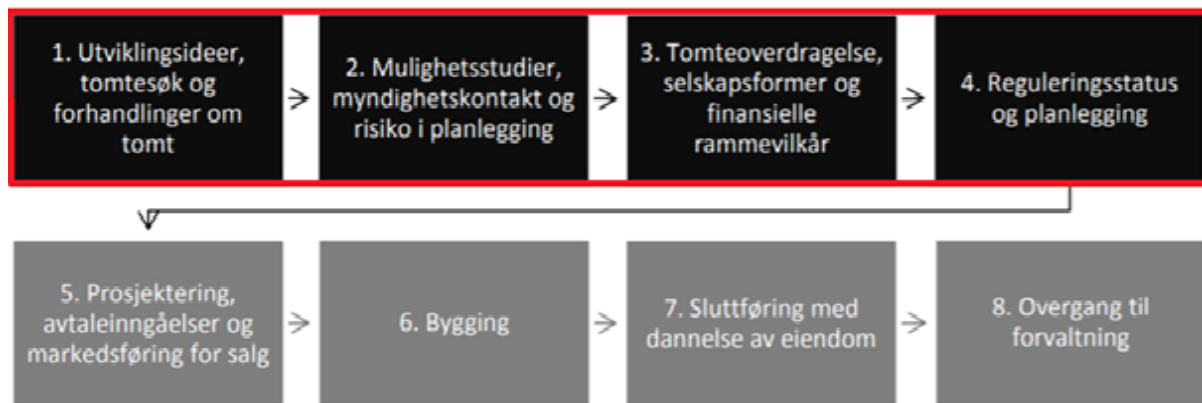 1. Utviklingsideer,
tomtesøk og
forhandlinger om
tomt
2. Mulighetsstudier,
myndighetskontakt og
risiko i planlegging
3. Tomteoverdragelse,
selskapsformer og
finansielle
rammevilkår
4. Reguleringsstatus
og planlegging
5. Prosjektering,
avtaleinngåelser og
markedsføring for salg
6. Bygging
7. Sluttføring med
dannelse av eiendom
8. Overgang til
forvaltning